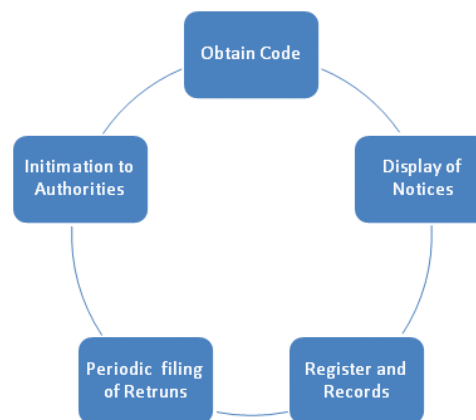 Obtain Code
Display of
Notices
Register and
Records
Periodic filing
of Retruns
Initimation to
Authorities